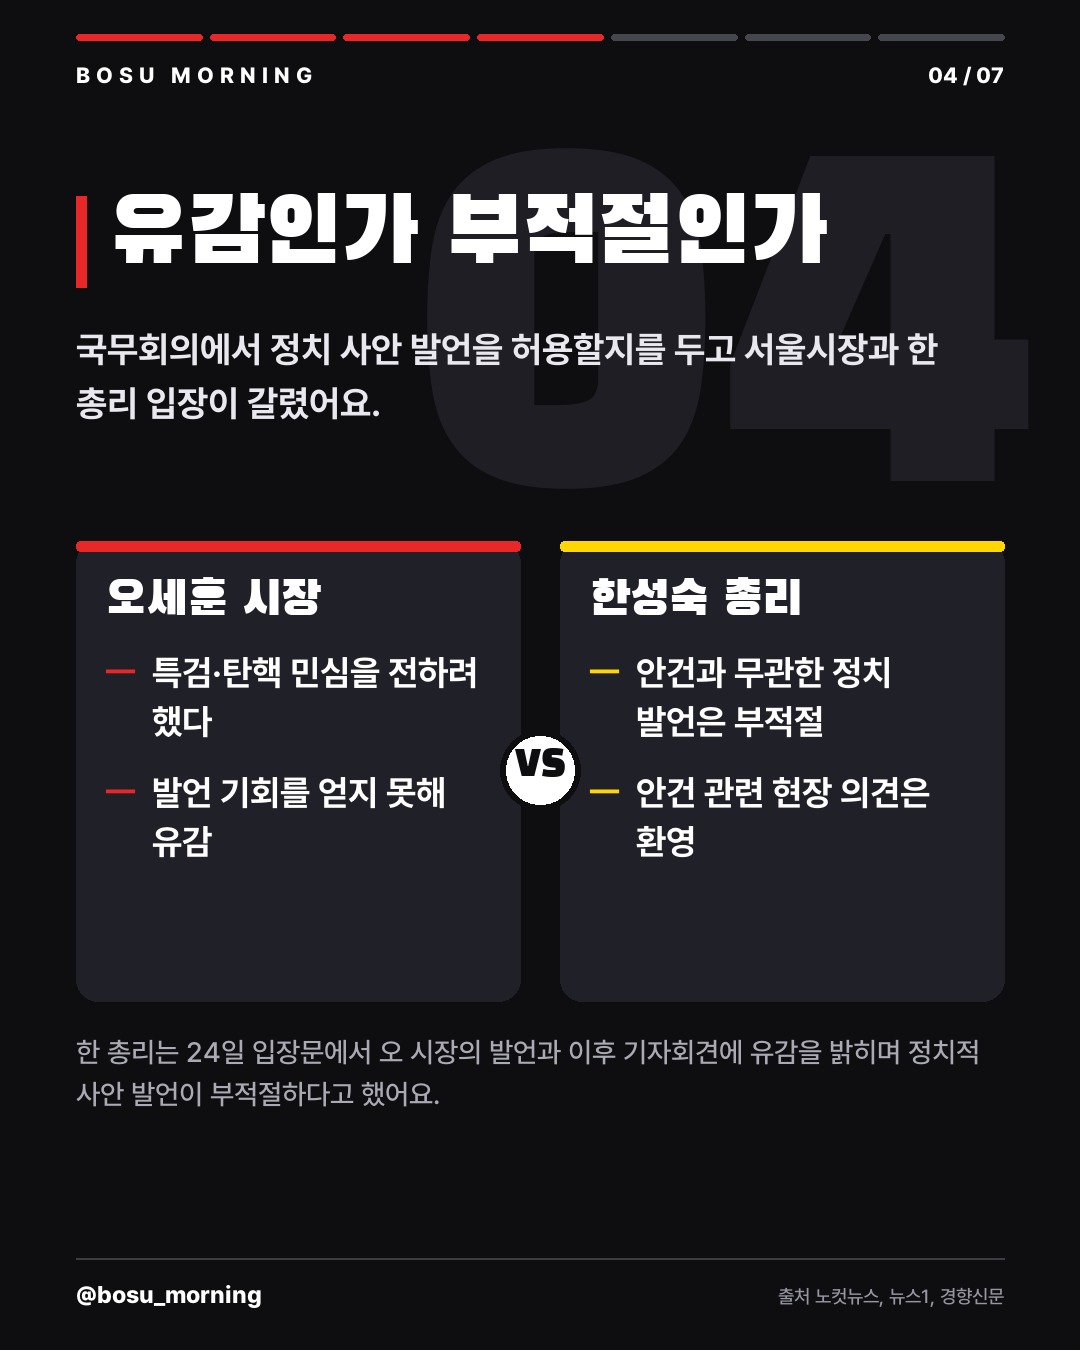 BOSU MORNING
04 / 07
04
유감인가 부적절인가
국무회의에서 정치 사안 발언을 허용할지를 두고 서울시장과 한
총리 입장이 갈렸어요.
오세훈 시장
— 특검·탄핵 민심을 전하려
했다
— 발언 기회를 얻지 못해
유감
VS
한성숙 총리
— 안건과 무관한 정치
발언은 부적절
— 안건 관련 현장 의견은
환영
한 총리는 24일 입장문에서 오 시장의 발언과 이후 기자회견에 유감을 밝히며 정치적
사안 발언이 부적절하다고 했어요.
@bosu_morning
출처 노컷뉴스, 뉴스1, 경향신문